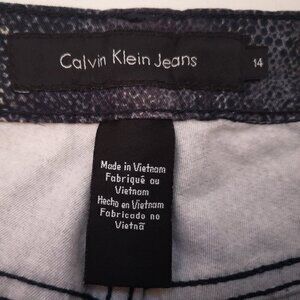 Calvin Klein Jeans
14
Made in Vietnam
Fabriqué au
Vietnam
Hecho en Vietnam
Fabricado no
Vietnã